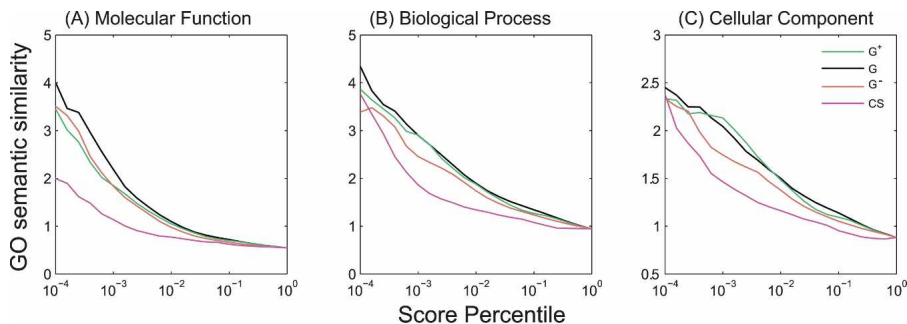 (A) Molecular Function
(B) Biological Process
(C) Cellular Component
GO semantic similarity
5
4
3
2
1
0
10⁻⁴ 10⁻³ 10⁻² 10⁻¹ 10⁰
5
4
3
2
1
0
10⁻⁴ 10⁻³ 10⁻² 10⁻¹ 10⁰
3
2.5
2
1.5
1
0.5
10⁻⁴ 10⁻³ 10⁻² 10⁻¹ 10⁰
G⁺
G
G⁻
CS
Score Percentile